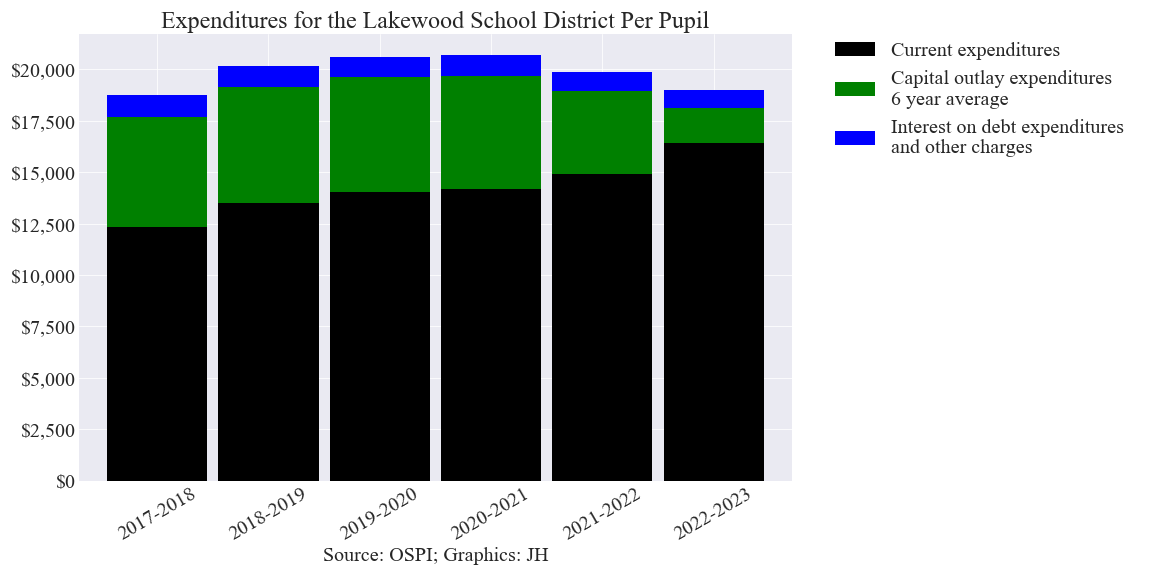 Expenditures for the Lakewood School District Per Pupil
$20,000
$17,500
$15,000
$12,500
$10,000
$7,500
$5,000
$2,500
$0
2017-2018
2018-2019
2019-2020
2020-2021
2021-2022
2022-2023
Source: OSPI; Graphics: JH
Current expenditures
Capital outlay expenditures
6 year average
Interest on debt expenditures
and other charges